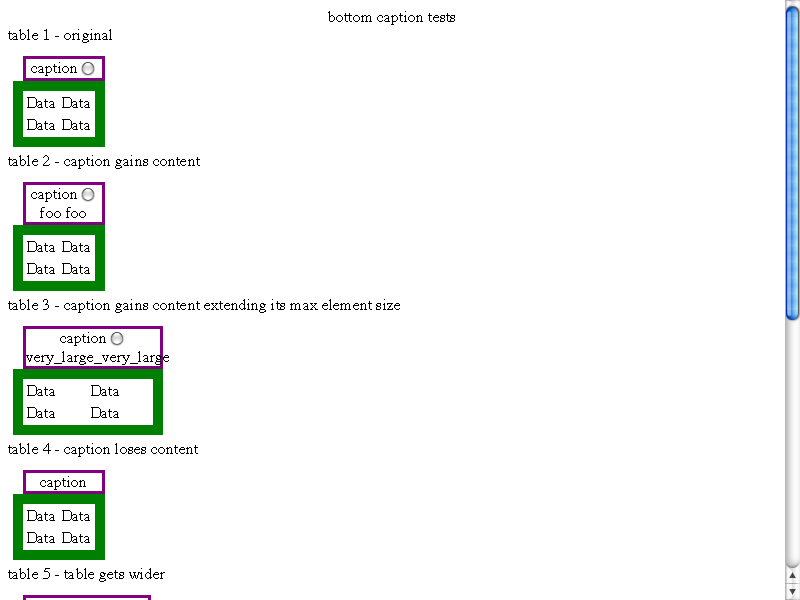 bottom caption tests
table 1 - original
caption
Data Data
Data Data
table 2 - caption gains content
caption
foo foo
Data Data
Data Data
table 3 - caption gains content extending its max element size
caption
very_large_very_large
Data Data
Data Data
table 4 - caption loses content
caption
Data Data
Data Data
table 5 - table gets wider